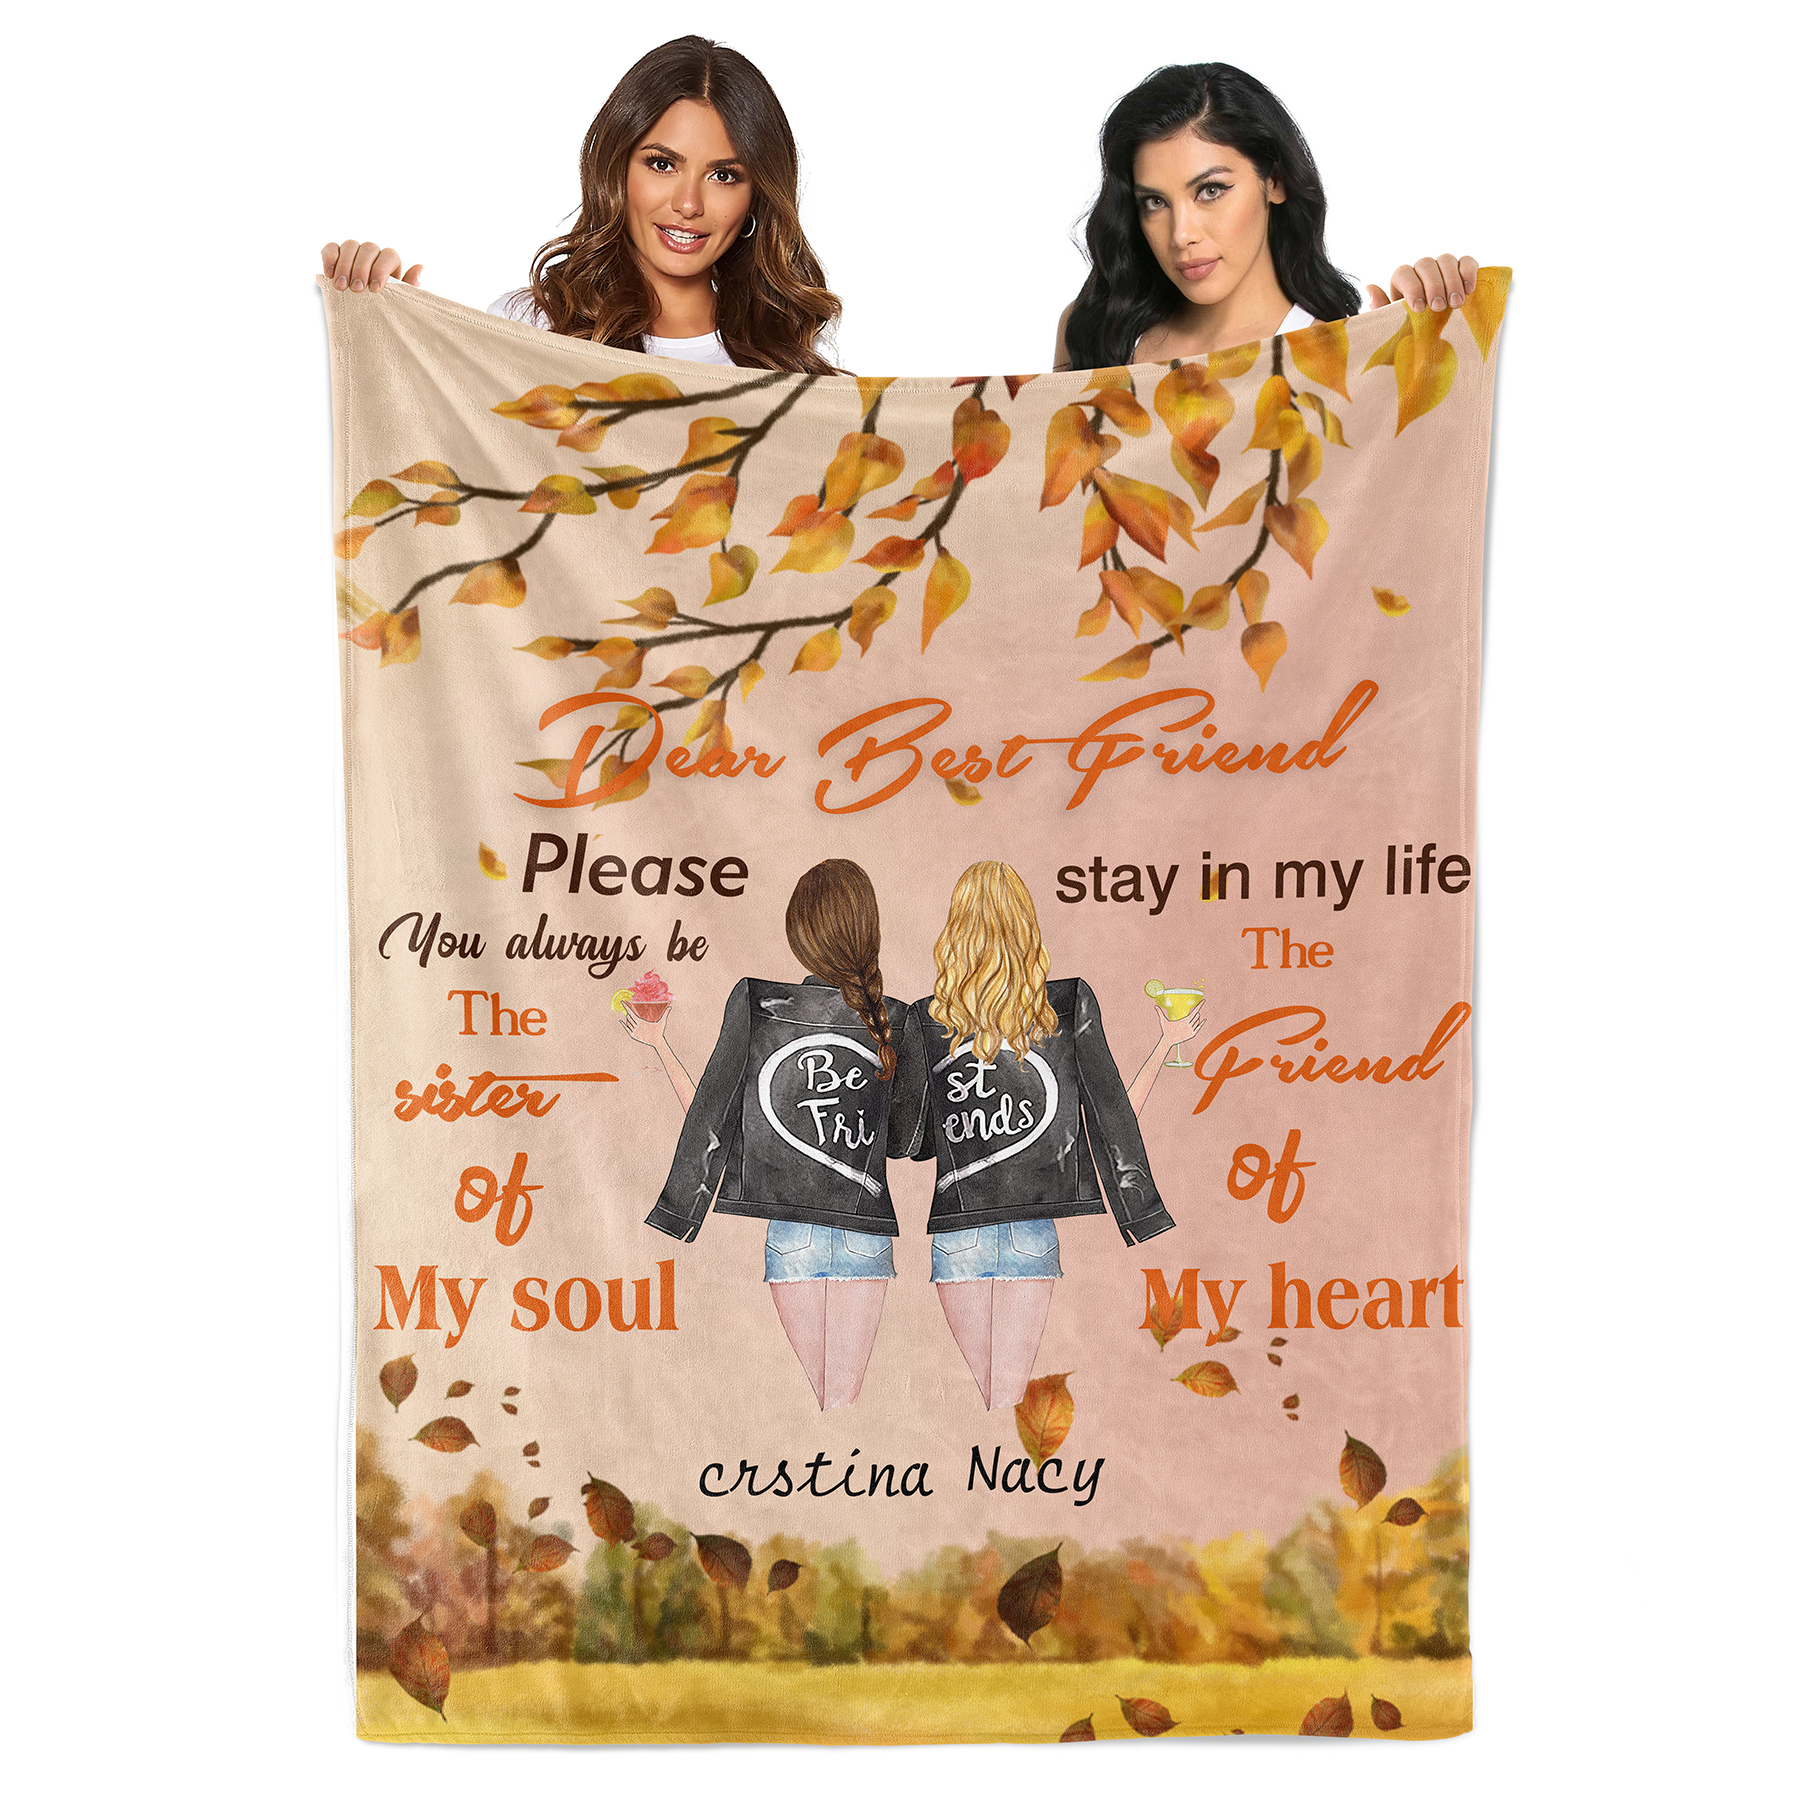 Dear Best Friend
Please stay in my life
You always be
The
sister
of
My soul
The
Friend
of
My heart
Be st
Fri ends
crstina Nacy